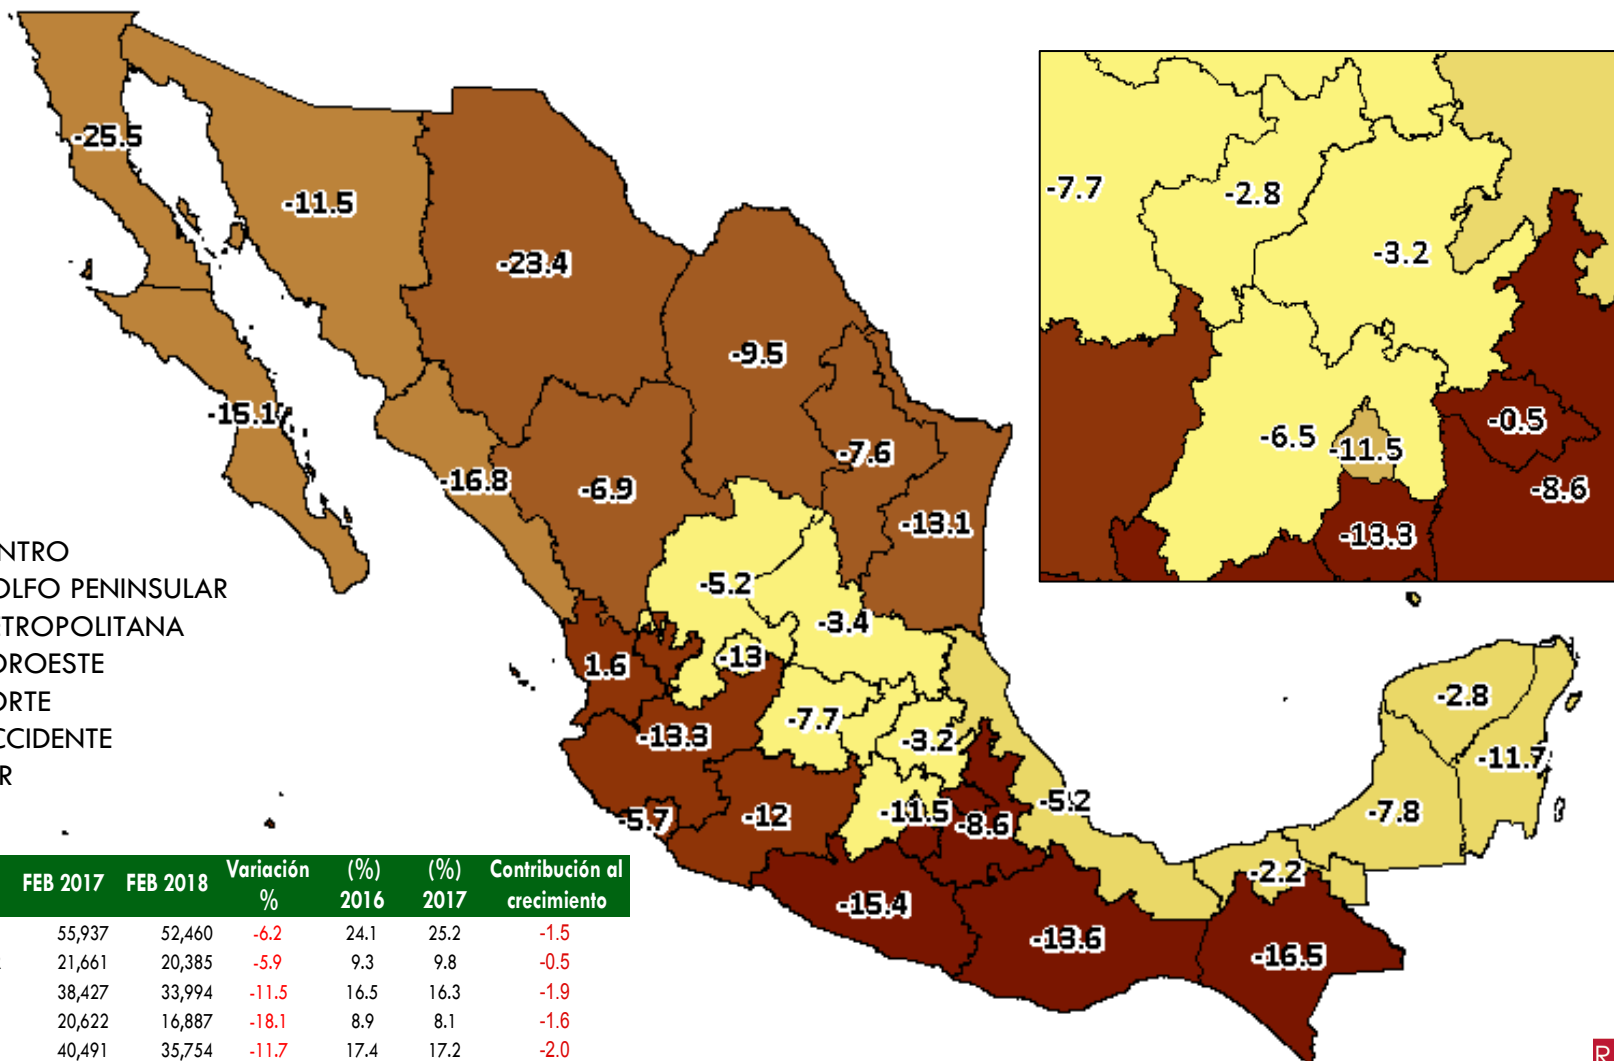 -25.5
-11.5
-23.4
-9.5
-15.1
-16.8
-6.9
-7.6
-13.1
-5.2
-3.4
1.6
-13
-13.3
-7.7
-3.2
-5.7
-12
-11.5
-8.6
-5.2
-15.4
-13.6
-16.5
-2.2
-7.8
-2.8
-11.7
-7.7
-2.8
-3.2
-6.5
-11.5
-0.5
-8.6
-13.3
NTRO
OLFO PENINSULAR
ETROPOLITANA
OROESTE
ORTE
CCIDENTE
R
FEB 2017 FEB 2018 Variación % (%) 2016 (%) 2017 Contribución al crecimiento
55,937 52,460 -6.2 24.1 25.2 -1.5
21,661 20,385 -5.9 9.3 9.8 -0.5
38,427 33,994 -11.5 16.5 16.3 -1.9
20,622 16,887 -18.1 8.9 8.1 -1.6
40,491 35,754 -11.7 17.4 17.2 -2.0
R